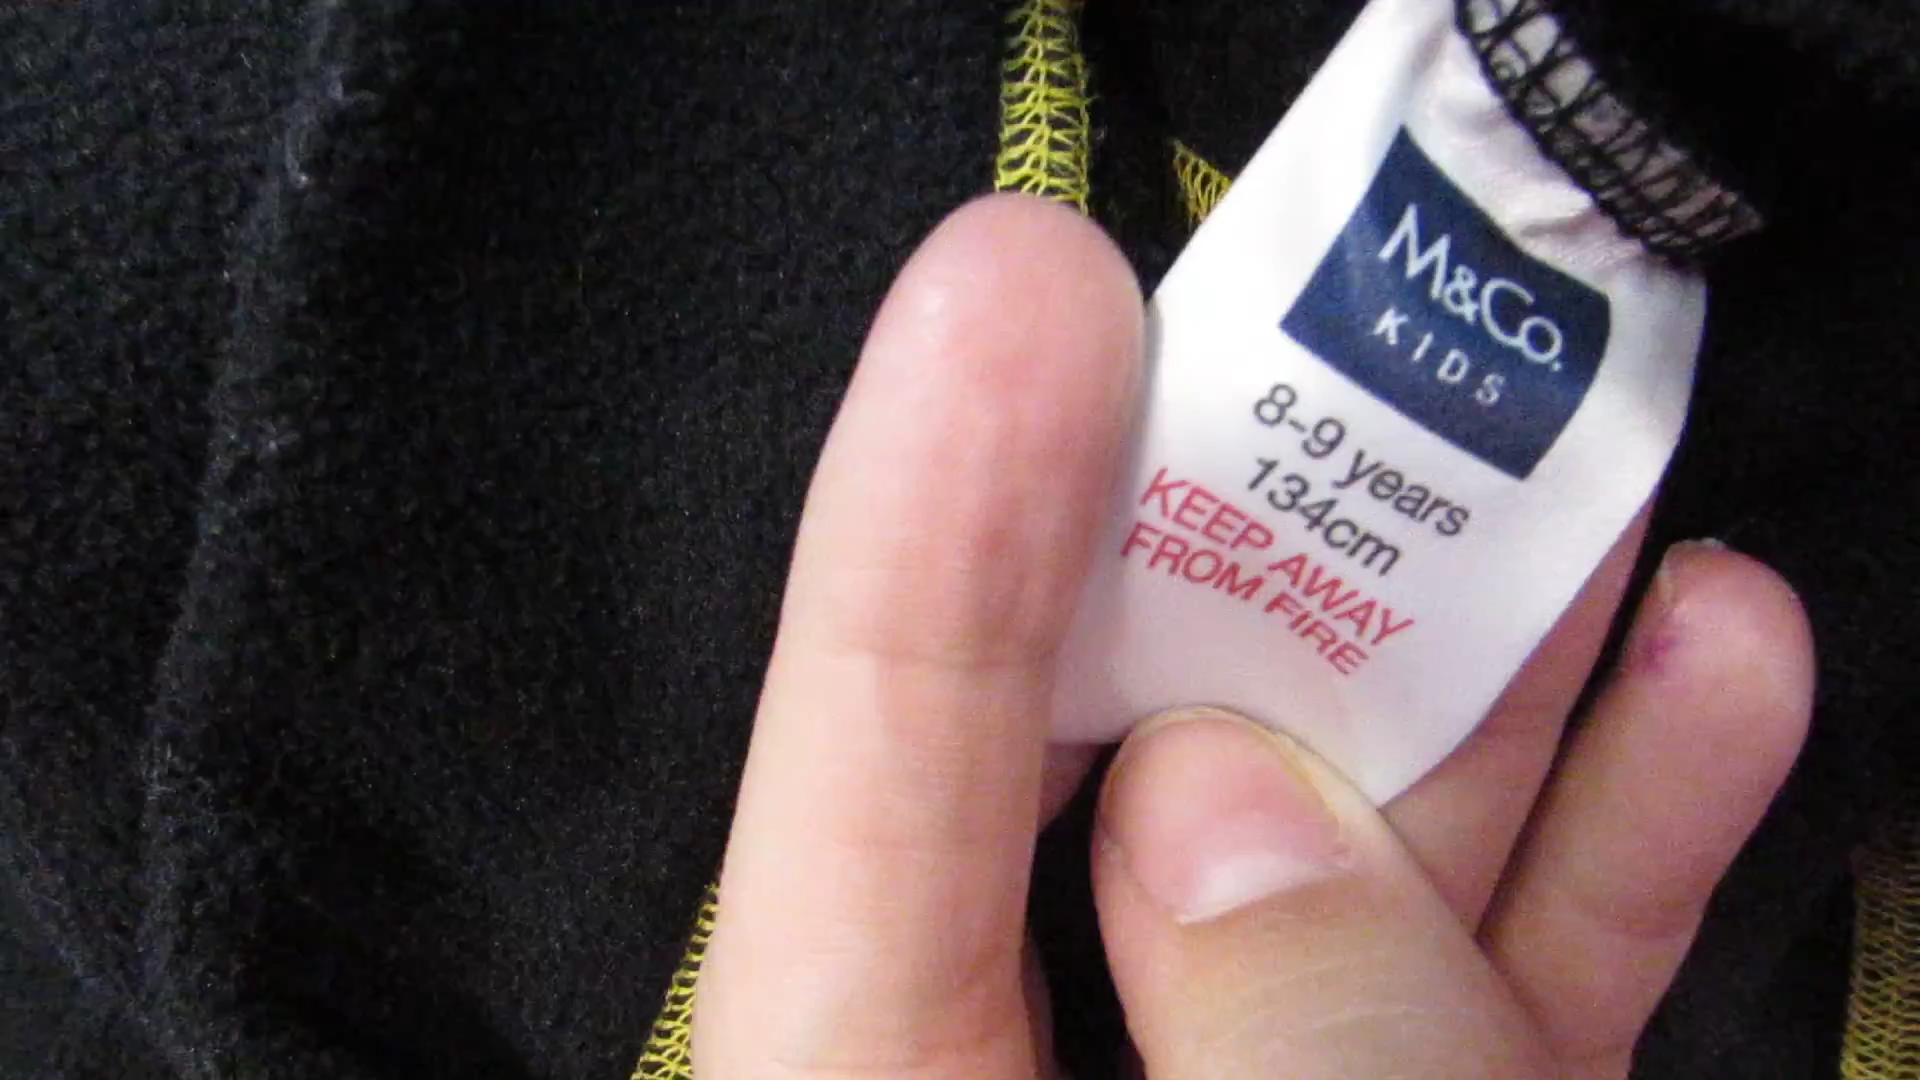 M&Co.
KIDS
8-9 years
134cm
KEEP AWAY
FROM FIRE